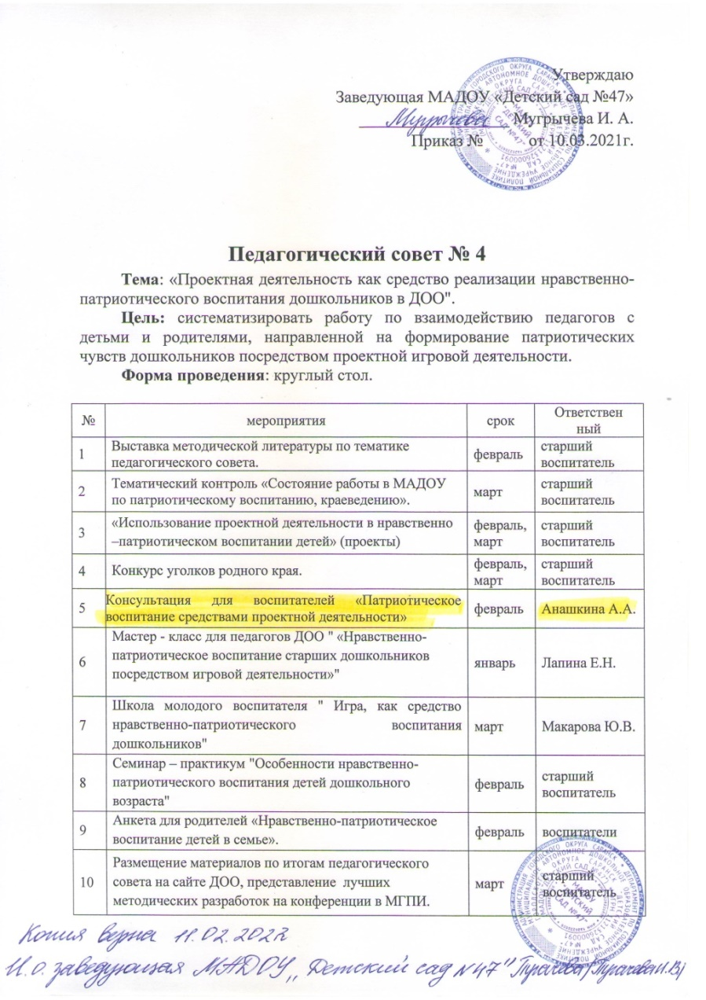 Утверждаю
Заведующая МАДОУ «Детский сад №47»
Мугрычева И. А.
Приказ № от 10.03.2021г.
Педагогический совет № 4
Тема: «Проектная деятельность как средство реализации нравственно-
патриотического воспитания дошкольников в ДОО".
Цель: систематизировать работу по взаимодействию педагогов с
детьми и родителями, направленной на формирование патриотических
чувств дошкольников посредством проектной игровой деятельности.
Форма проведения: круглый стол.
№ мероприятия срок Ответствен
ный
1 Выставка методической литературы по тематике
педагогического совета. февраль старший
воспитатель
2 Тематический контроль «Состояние работы в МАДОУ
по патриотическому воспитанию, краеведению». март старший
воспитатель
3 «Использование проектной деятельности в нравственно
–патриотическом воспитании детей» (проекты) февраль,
март старший
воспитатель
4 Конкурс уголков родного края. февраль,
март старший
воспитатель
5 Консультация для воспитателей «Патриотическое
воспитание средствами проектной деятельности» февраль Анашкина А.А.
6 Мастер - класс для педагогов ДОО " «Нравственно-
патриотическое воспитание старших дошкольников
посредством игровой деятельности»" январь Лапина Е.Н.
7 Школа молодого воспитателя " Игра, как средство
нравственно-патриотического воспитания
дошкольников" март Макарова Ю.В.
8 Семинар – практикум "Особенности нравственно-
патриотического воспитания детей дошкольного
возраста" февраль старший
воспитатель
9 Анкета для родителей «Нравственно-патриотическое
воспитание детей в семье». февраль воспитатели
10 Размещение материалов по итогам педагогического
совета на сайте ДОО, представление лучших
методических разработок на конференции в МГПИ. март старший
воспитатель
Копия верна 11.02.2022
И.о. заведующая МАДОУ „Детский сад №47"